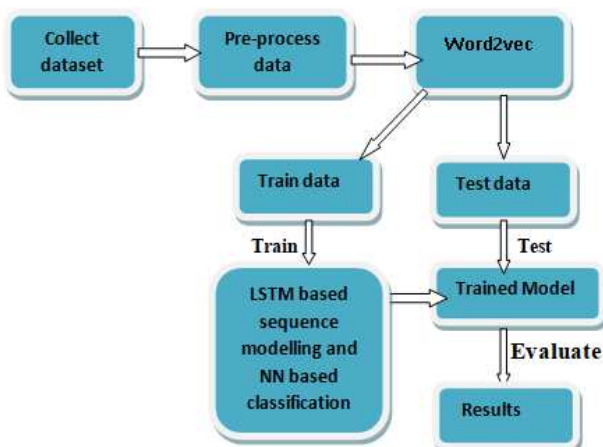 Collect
dataset
Pre-process
data
Word2vec
Train data
Test data
Train
Test
LSTM based
sequence
modelling and
NN based
classification
Trained Model
Evaluate
Results